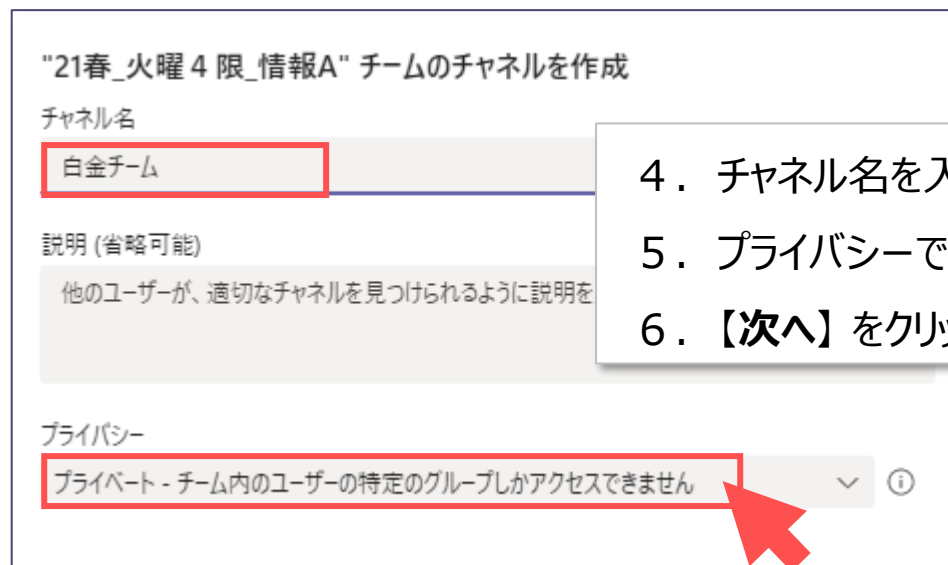 "21春_火曜４限_情報A" チームのチャネルを作成
チャネル名
白金チーム
４．チャネル名を入
５．プライバシーで
６．【次へ】をクリッ
説明 (省略可能)
他のユーザーが、適切なチャネルを見つけられるように説明を
プライバシー
プライベート - チーム内のユーザーの特定のグループしかアクセスできません